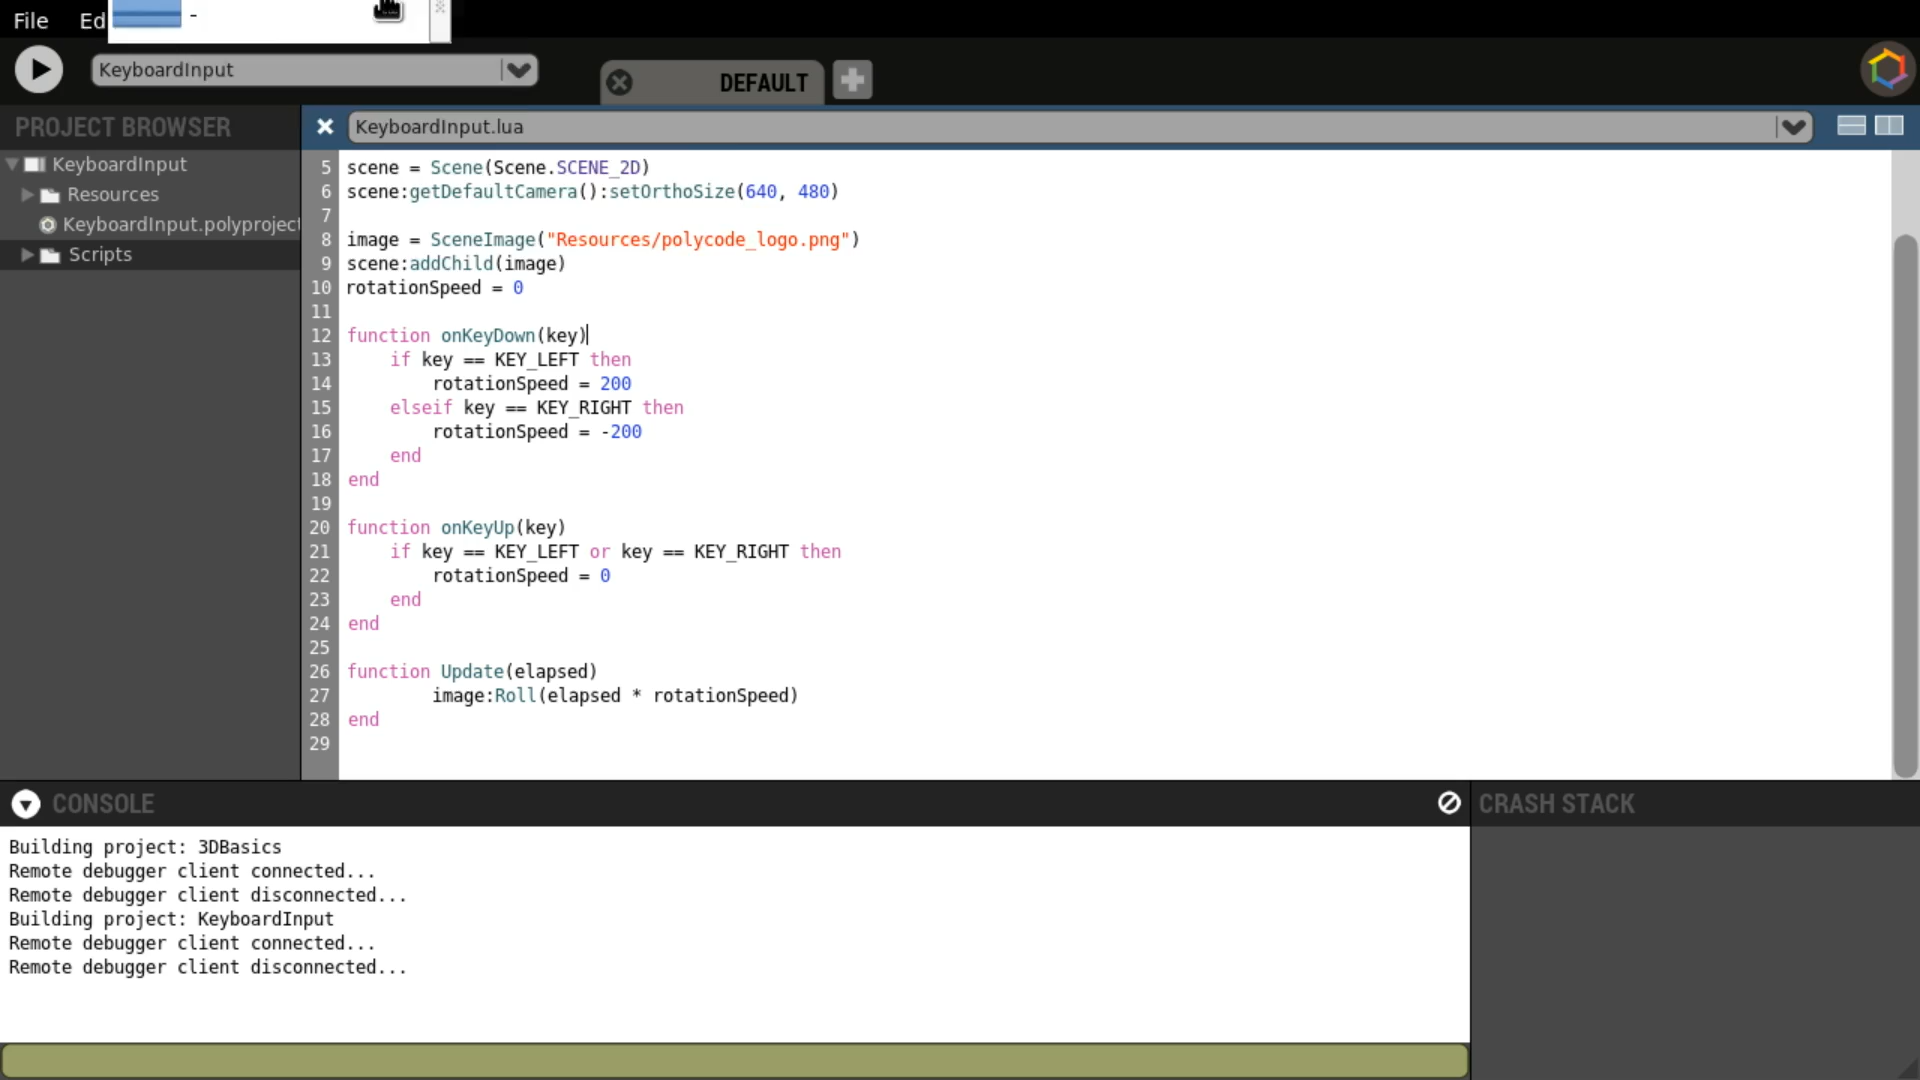 File Ed
-
KeyboardInput
DEFAULT
PROJECT BROWSER
KeyboardInput
Resources
KeyboardInput.polyproject
Scripts
KeyboardInput.lua
5 scene = Scene(Scene.SCENE_2D)
6 scene:getDefaultCamera():setOrthoSize(640, 480)
7
8 image = SceneImage("Resources/polycode_logo.png")
9 scene:addChild(image)
10 rotationSpeed = 0
11
12 function onKeyDown(key)
13 if key == KEY_LEFT then
14 rotationSpeed = 200
15 elseif key == KEY_RIGHT then
16 rotationSpeed = -200
17 end
18 end
19
20 function onKeyUp(key)
21 if key == KEY_LEFT or key == KEY_RIGHT then
22 rotationSpeed = 0
23 end
24 end
25
26 function Update(elapsed)
27 image:Roll(elapsed * rotationSpeed)
28 end
29
CONSOLE
Building project: 3DBasics
Remote debugger client connected...
Remote debugger client disconnected...
Building project: KeyboardInput
Remote debugger client connected...
Remote debugger client disconnected...
CRASH STACK